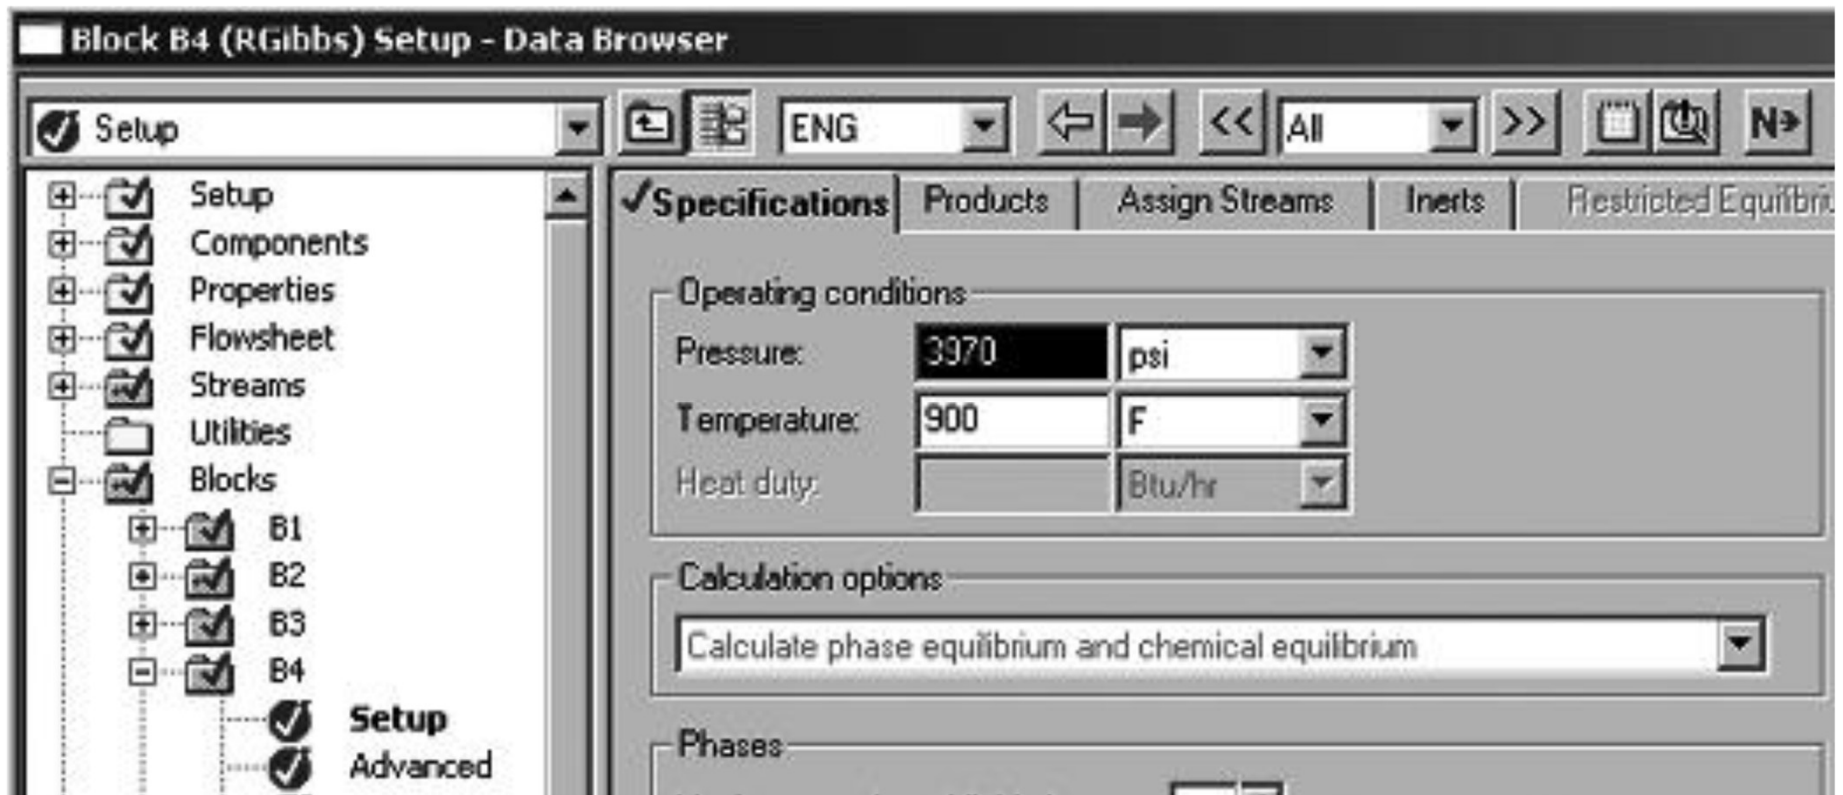 Block B4 (RGibbs) Setup - Data Browser
Setup
ENG
<<
All
>>
N
Setup
Components
Properties
Flowsheet
Streams
Utilities
Blocks
B1
B2
B3
B4
Setup
Advanced
Specifications Products Assign Streams Inerts Restricted Equilibriu
Operating conditions
Pressure: 3970 psi
Temperature: 900 F
Heat duty: Btu/hr
Calculation options
Calculate phase equilibrium and chemical equilibrium
Phases